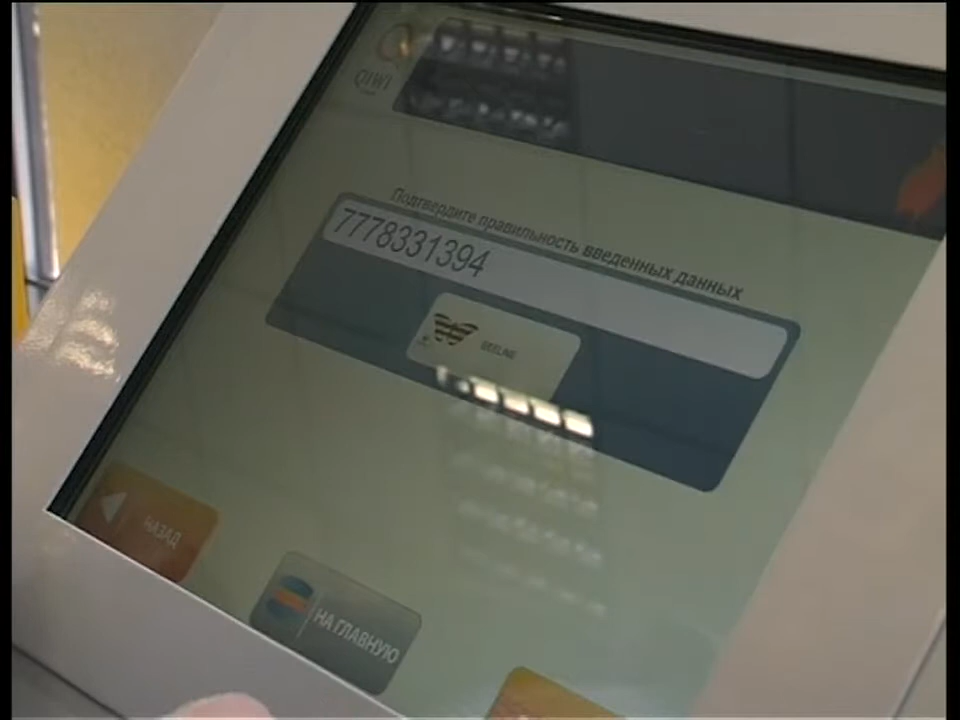 QIWI
Подтвердите правильность введенных данных
7778331394
BEELINE
НАЗАД
НА ГЛАВНУЮ